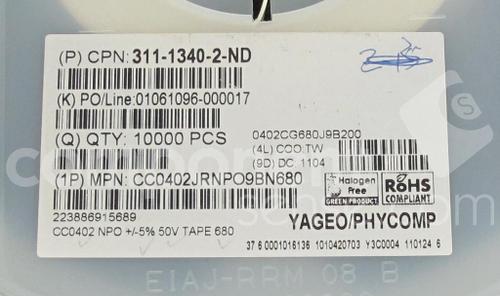 (P) CPN: 311-1340-2-ND
(K) PO/Line: 01061096-000017
(Q) QTY: 10000 PCS
0402CG680J9B200
(4L) COO:TW
(9D) DC: 1104
(1P) MPN: CC0402JRNPO9BN680
Halogen
Free
GREEN PRODUCT
RoHS
COMPLIANT
223886915689
YAGEO/PHYCOMP
CC0402 NPO +/-5% 50V TAPE 680
37 6 0001016136 1010420703 Y3C0004 110124 6
EIAJ-RRM 08 B